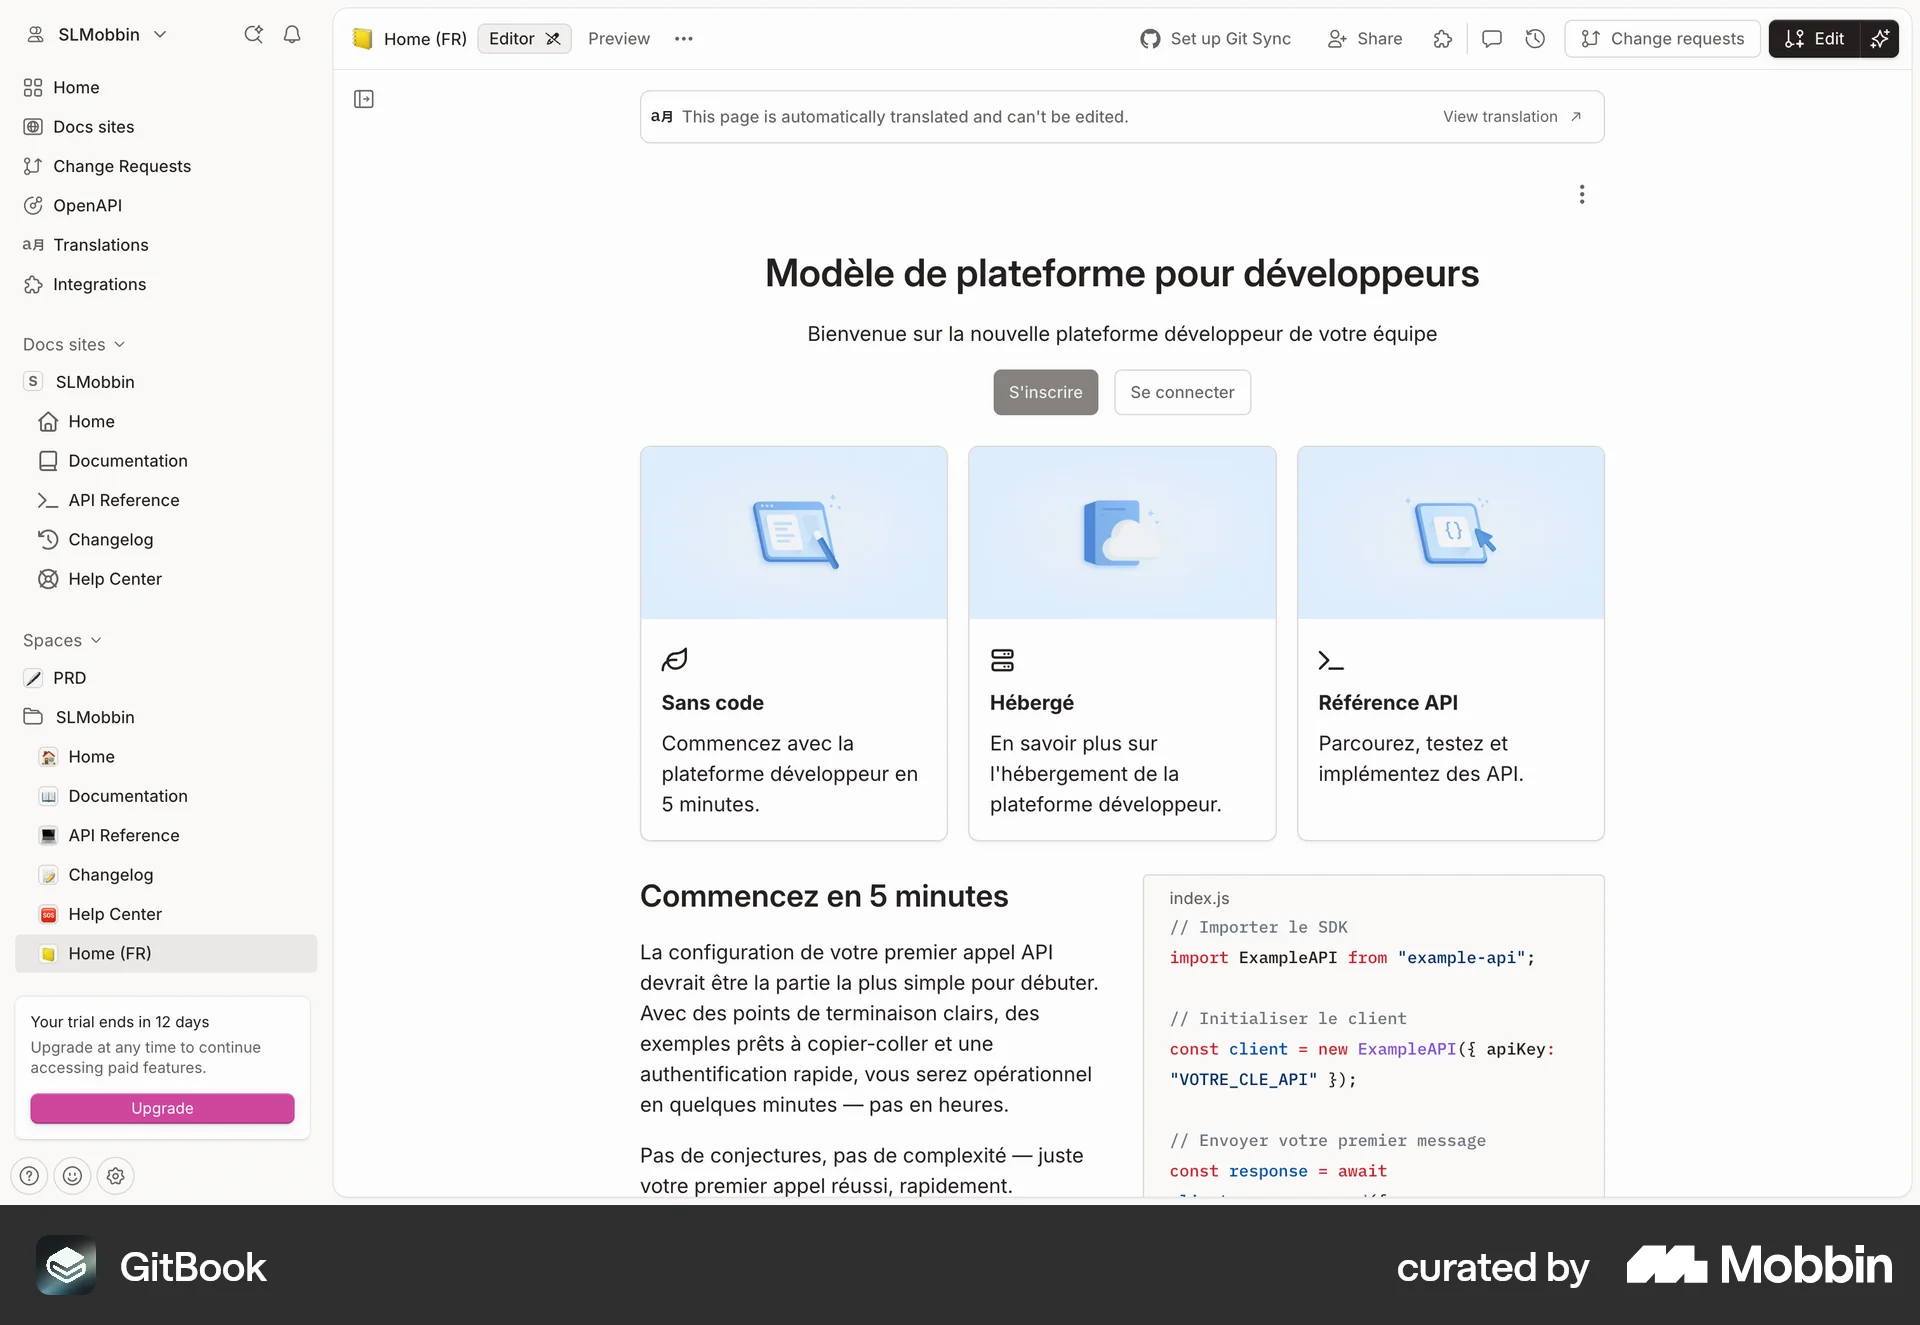 SLMobbin
Home
Docs sites
Change Requests
OpenAPI
Translations
Integrations
Docs sites
S SLMobbin
Home
Documentation
API Reference
Changelog
Help Center
Spaces
PRD
SLMobbin
Home
Documentation
API Reference
Changelog
SOS Help Center
Home (FR)
Your trial ends in 12 days
Upgrade at any time to continue
accessing paid features.
Upgrade
Home (FR) Editor Preview
Set up Git Sync Share Change requests Edit
This page is automatically translated and can't be edited. View translation
Modèle de plateforme pour développeurs
Bienvenue sur la nouvelle plateforme développeur de votre équipe
S'inscrire Se connecter
Sans code
Commencez avec la
plateforme développeur en
5 minutes.
Hébergé
En savoir plus sur
l'hébergement de la
plateforme développeur.
Référence API
Parcourez, testez et
implémentez des API.
Commencez en 5 minutes
La configuration de votre premier appel API
devrait être la partie la plus simple pour débuter.
Avec des points de terminaison clairs, des
exemples prêts à copier-coller et une
authentification rapide, vous serez opérationnel
en quelques minutes — pas en heures.
Pas de conjectures, pas de complexité — juste
votre premier appel réussi, rapidement.
index.js
// Importer le SDK
import ExampleAPI from "example-api";
// Initialiser le client
const client = new ExampleAPI({ apiKey:
"VOTRE_CLE_API" });
// Envoyer votre premier message
const response = await
GitBook
curated by Mobbin